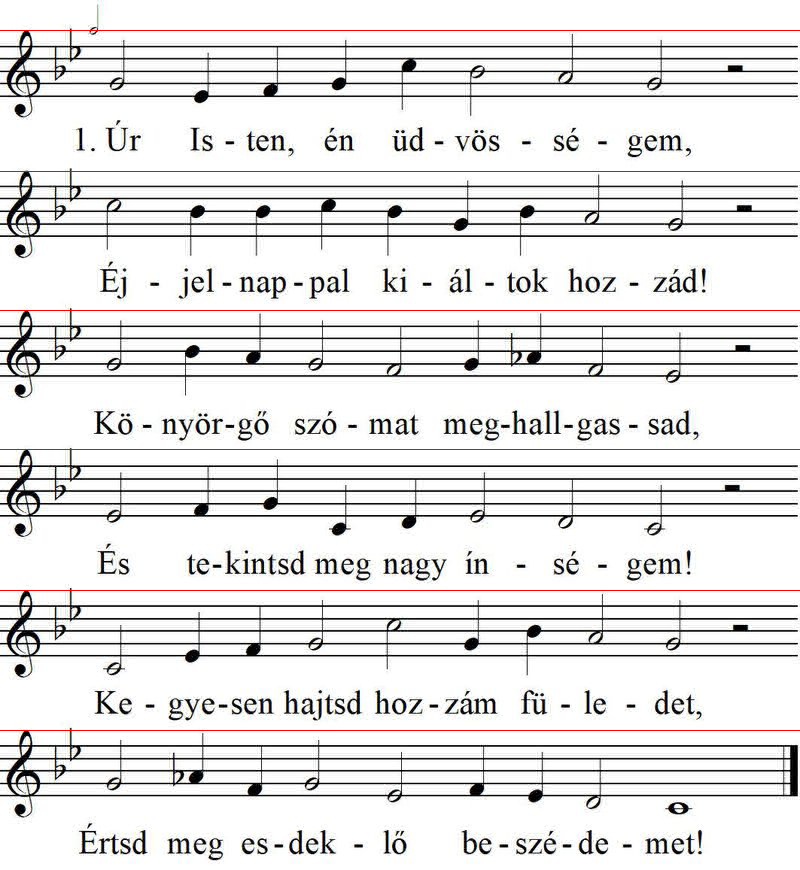 1. Úr Is - ten, én üd - vös - sé - gem,
Éj - jel - nap - pal ki - ál - tok hoz - zád!
Kö - nyör - gő szó - mat meg - hall - gas - sad,
És te - kintsd meg nagy ín - sé - gem!
Ke - gye - sen hajtsd hoz - zám fü - le - det,
Értsd meg es - dek - lő be - szé - de - met!